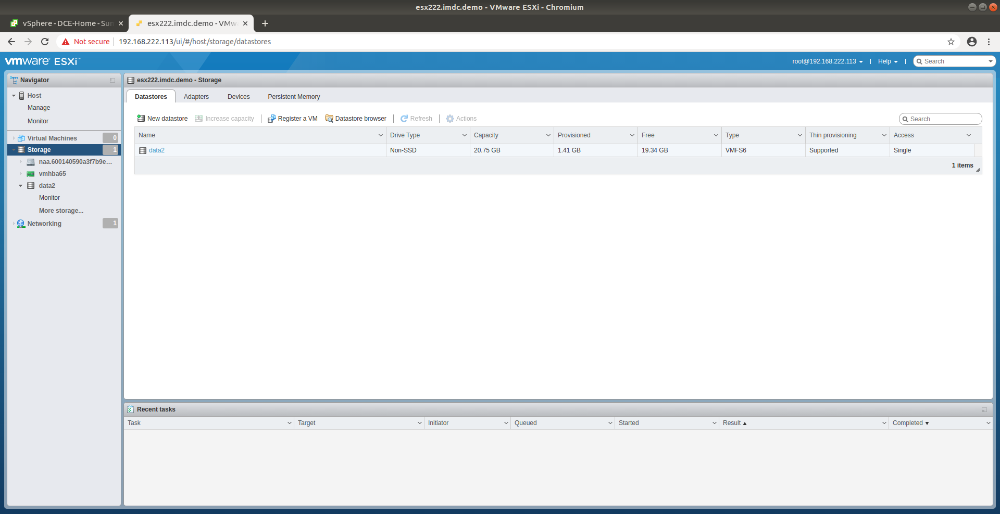 esx222.imdc.demo - VMware ESXi - Chromium
vSphere - DCE-Home - Sum
esx222.imdc.demo - VMw
Not secure
192.168.222.113/ui/#/host/storage/datastores
vmware ESXi™
root@192.168.222.113
Help
Search
Navigator
Host
Manage
Monitor
Virtual Machines 0
Storage 1
naa.600140590a3f7b9e...
vmhba65
data2
Monitor
More storage...
Networking 1
esx222.imdc.demo - Storage
Datastores Adapters Devices Persistent Memory
New datastore Increase capacity Register a VM Datastore browser Refresh Actions
Search
Name Drive Type Capacity Provisioned Free Type Thin provisioning Access
data2 Non-SSD 20.75 GB 1.41 GB 19.34 GB VMFS6 Supported Single
1 items
Recent tasks
Task Target Initiator Queued Started Result ▲ Completed ▼